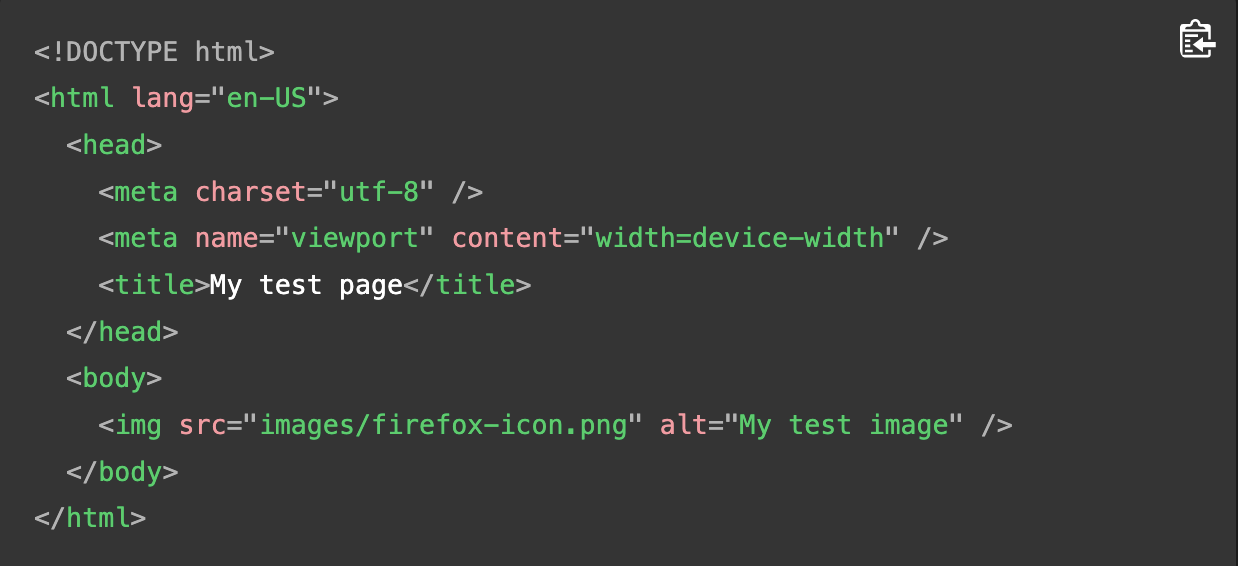 <!DOCTYPE html>
<html lang="en-US">
  <head>
    <meta charset="utf-8" />
    <meta name="viewport" content="width=device-width" />
    <title>My test page</title>
  </head>
  <body>
    <img src="images/firefox-icon.png" alt="My test image" />
  </body>
</html>